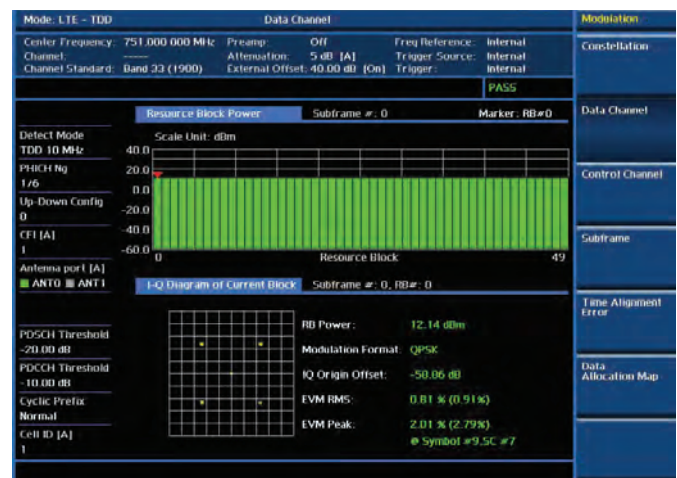 Mode: LTE - TDD
Data Channel
Modulation
Center Frequency: 751.000 000 MHz
Preamp: Off
Freq Reference: Internal
Channel: -----
Attenuation: 5 dB [A]
Trigger Source: Internal
Channel Standard: Band 33 (1900)
External Offset: 40.00 dB [On]
Trigger: Internal
PASS
Constellation
Data Channel
Control Channel
Subframe
Time Alignment
Error
Data
Allocation Map
Resource Block Power
Subframe #: 0
Marker: RB#0
Detect Mode
TDD 10 MHz
PHICH Ng
1/6
Up-Down Config
0
CFI [A]
1
Antenna port [A]
ANT0 ANT1
PDSCH Threshold
-20.00 dB
PDCCH Threshold
-10.00 dB
Cyclic Prefix
Normal
Cell ID [A]
1
Scale Unit: dBm
40.0
20.0
0.0
-20.0
-40.0
-60.0
0 Resource Block 49
I-Q Diagram of Current Block
Subframe #: 0, RB#: 0
RB Power: 12.14 dBm
Modulation Format: QPSK
IQ Origin Offset: -50.06 dB
EVM RMS: 0.81 % (0.91%)
EVM Peak: 2.01 % (2.79%)
@ Symbol #9,SC #7